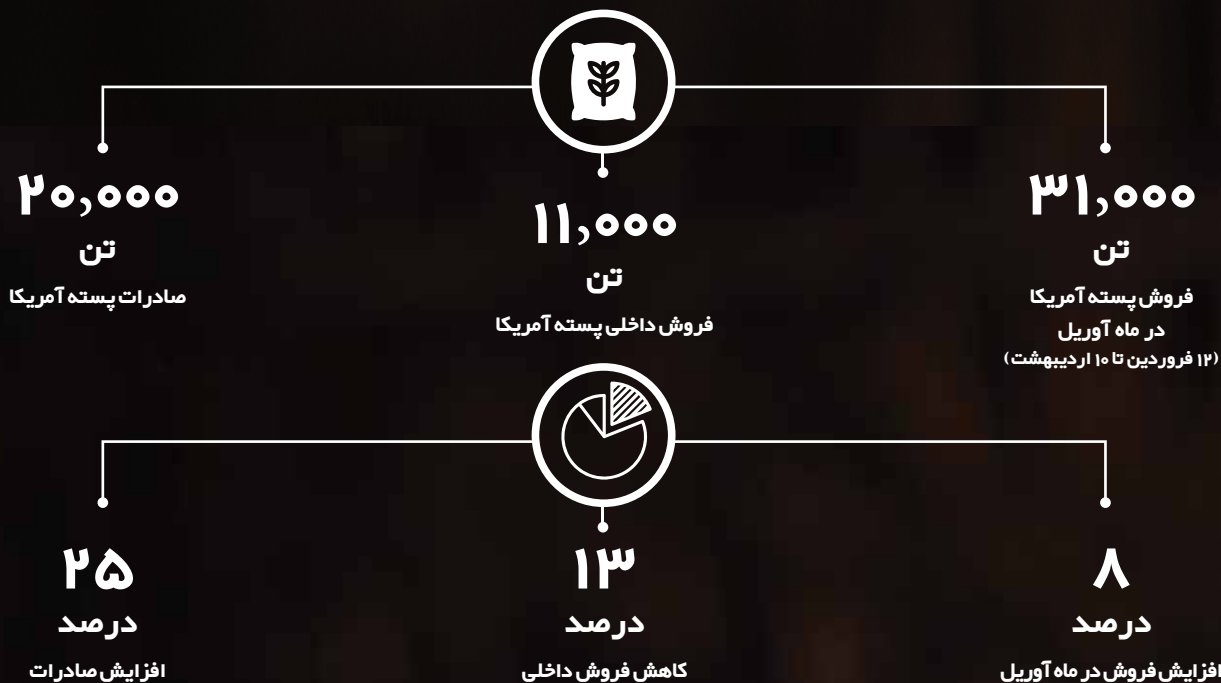 ۳۱,۰۰۰
تن
فروش پسته آمریکا
در ماه آوریل
(۱۲ فروردین تا ۱۰ اردیبهشت)
۱۱,۰۰۰
تن
فروش داخلی پسته آمریکا
۲۰,۰۰۰
تن
صادرات پسته آمریکا
۸
درصد
افزایش فروش در ماه آوریل
۱۳
درصد
کاهش فروش داخلی
۲۵
درصد
افزایش صادرات